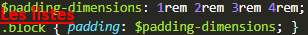 $padding-dimensions: 1rem 2rem 3rem 4rem;
Les listes
.block { padding: $padding-dimensions; }